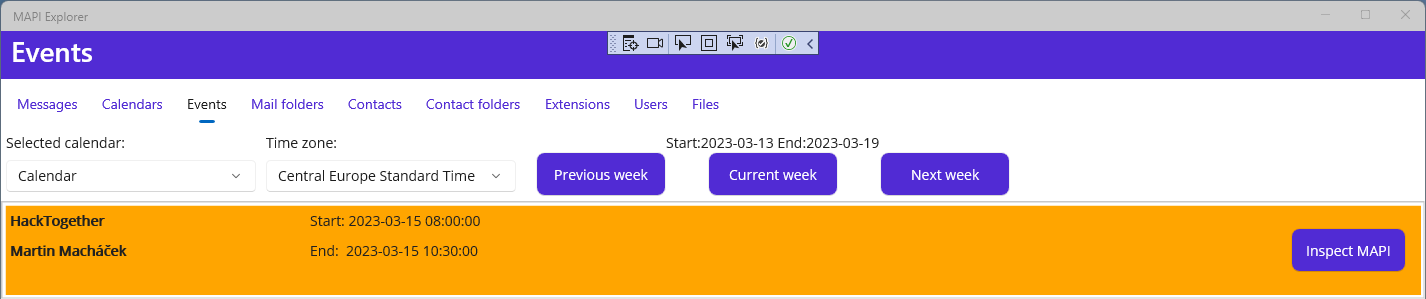 MAPI Explorer
Events
Messages Calendars Events Mail folders Contacts Contact folders Extensions Users Files
Selected calendar: Time zone: Start:2023-03-13 End:2023-03-19
Calendar Central Europe Standard Time Previous week Current week Next week
HackTogether Start: 2023-03-15 08:00:00
Martin Macháček End: 2023-03-15 10:30:00 Inspect MAPI